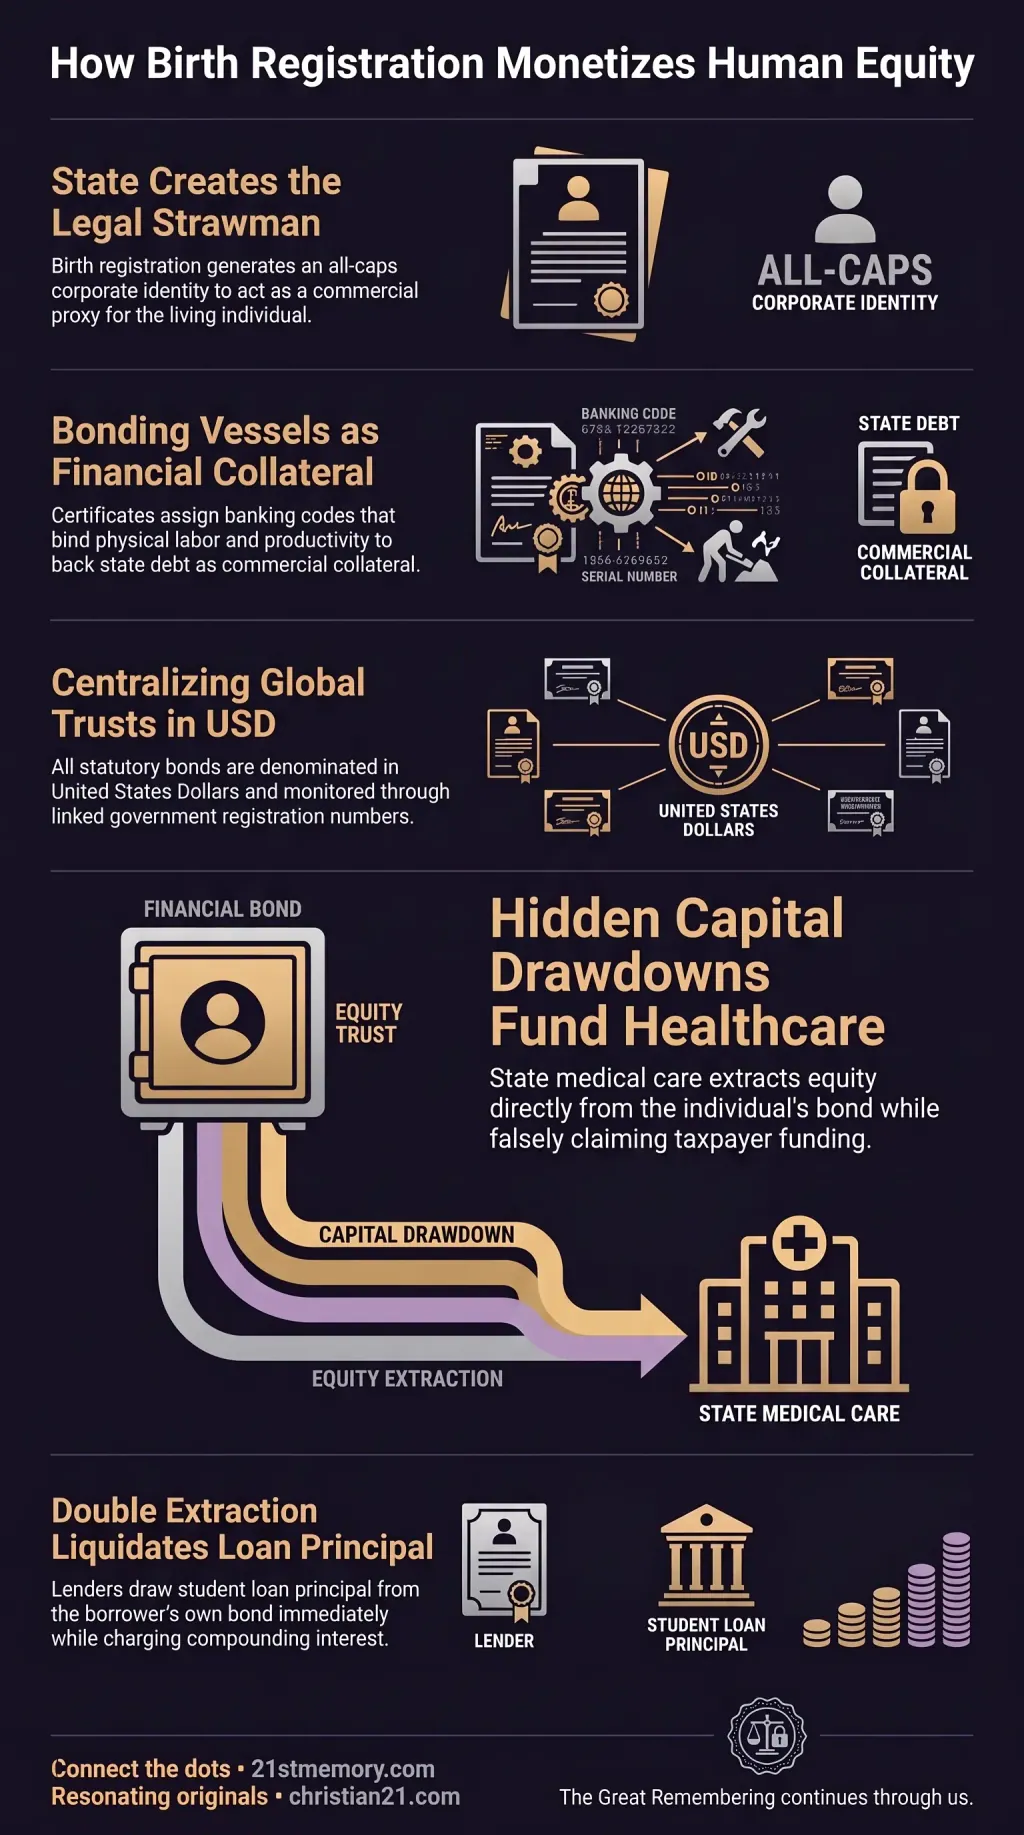 How Birth Registration Monetizes Human Equity
State Creates the
Legal Strawman
Birth registration generates an all-caps
corporate identity to act as a commercial
proxy for the living individual.
ALL-CAPS
CORPORATE IDENTITY
Bonding Vessels as
Financial Collateral
Certificates assign banking codes that
bind physical labor and productivity to
back state debt as commercial collateral.
BANKING CDDE
SERIAL NUMBER
STATE DEBT
COMMERCIAL
COLLATERAL
Centralizing Global
Trusts in USD
All statutory bonds are denominated in
United States Dollars and monitored through
linked government registration numbers.
USD
UNITED STATES
DOLLARS
FINANCIAL BOND
EQUITY
TRUST
Hidden Capital
Drawdowns
Fund Healthcare
State medical care extracts equity
directly from the individual's bond while
falsely claiming taxpayer funding.
CAPITAL DRAWDOWN
EQUITY EXTRACTION
STATE MEDICAL CARE
Double Extraction
Liquidates Loan Principal
Lenders draw student loan principal from
the borrower's own bond immediately
while charging compounding interest.
LENDER
STUDENT LOAN
PRINCIPAL
Connect the dots • 21stmemory.com
Resonating originals • christian21.com
The Great Remembering continues through us.